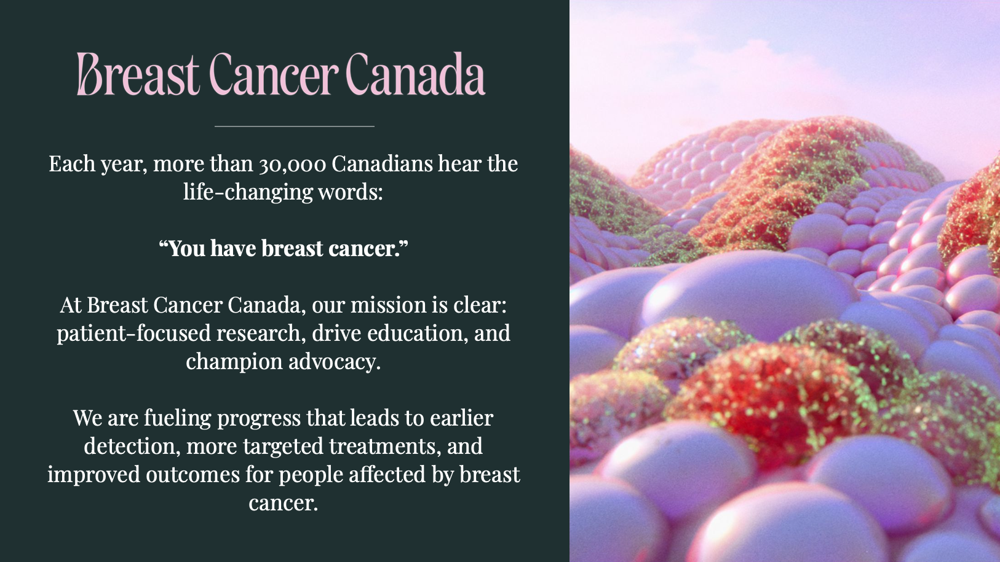 Breast Cancer Canada
Each year, more than 30,000 Canadians hear the
life-changing words:
“You have breast cancer.”
At Breast Cancer Canada, our mission is clear:
patient-focused research, drive education, and
champion advocacy.
We are fueling progress that leads to earlier
detection, more targeted treatments, and
improved outcomes for people affected by breast
cancer.